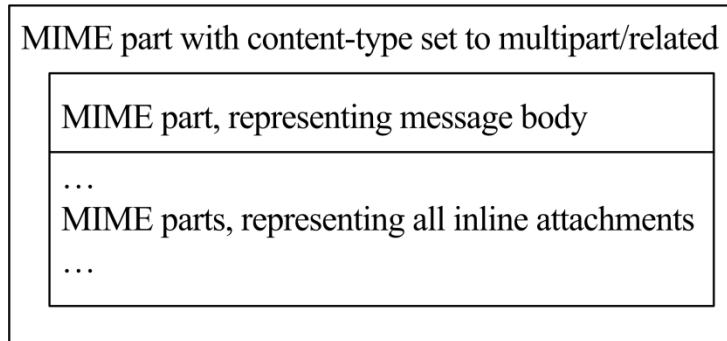 MIME part with content-type set to multipart/related
MIME part, representing message body
…
MIME parts, representing all inline attachments
…